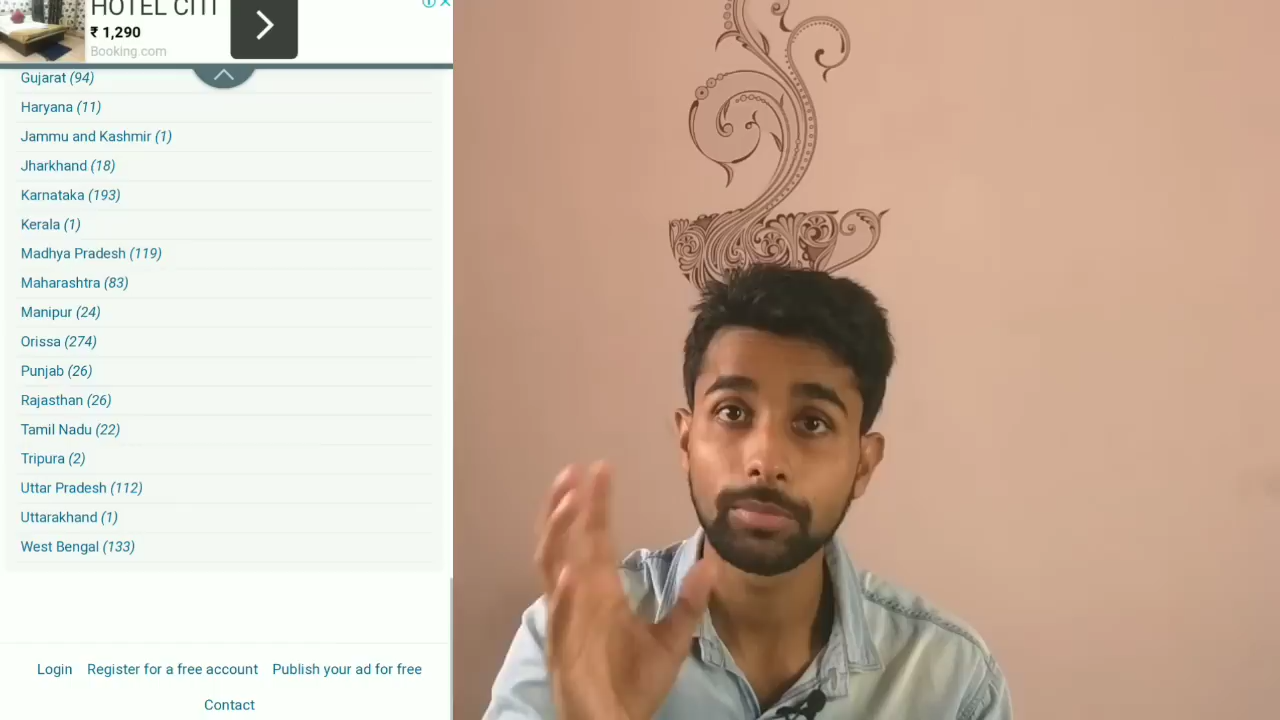 HOTEL CITI
₹ 1,290
Booking.com
Gujarat (94)
Haryana (11)
Jammu and Kashmir (1)
Jharkhand (18)
Karnataka (193)
Kerala (1)
Madhya Pradesh (119)
Maharashtra (83)
Manipur (24)
Orissa (274)
Punjab (26)
Rajasthan (26)
Tamil Nadu (22)
Tripura (2)
Uttar Pradesh (112)
Uttarakhand (1)
West Bengal (133)
Login Register for a free account Publish your ad for free
Contact